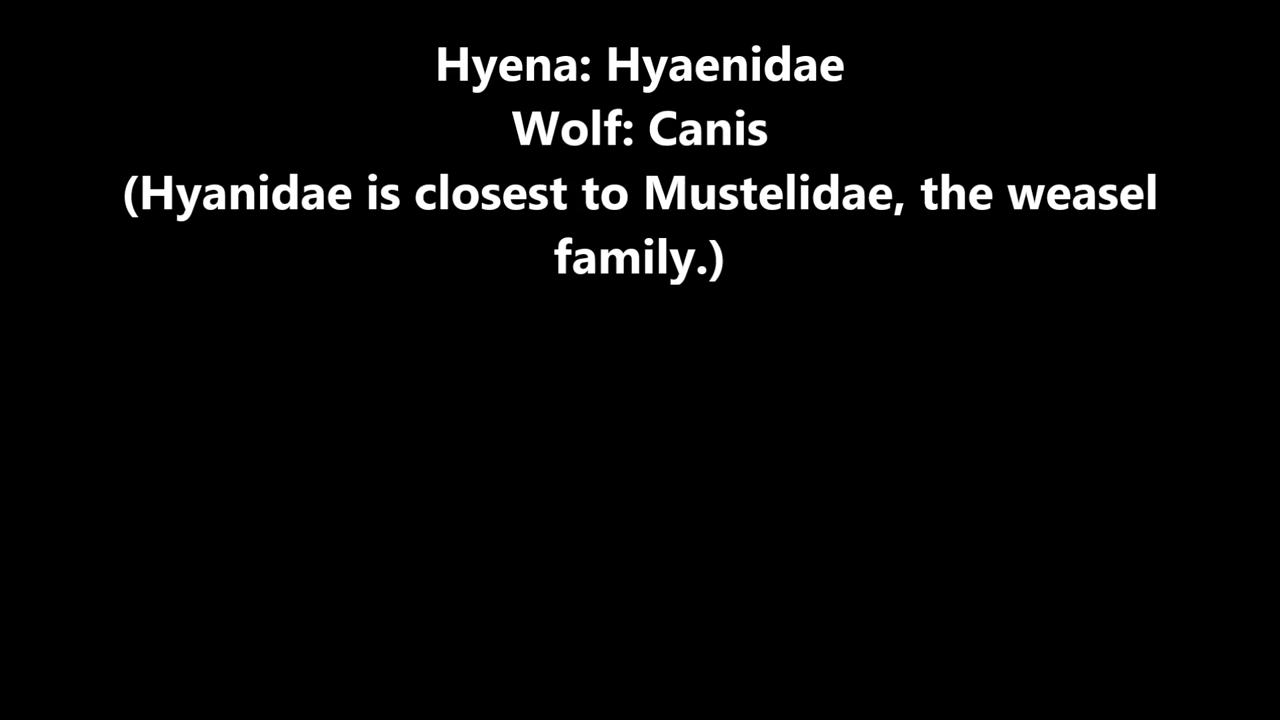 Hyena: Hyaenidae
Wolf: Canis
(Hyanidae is closest to Mustelidae, the weasel
family.)